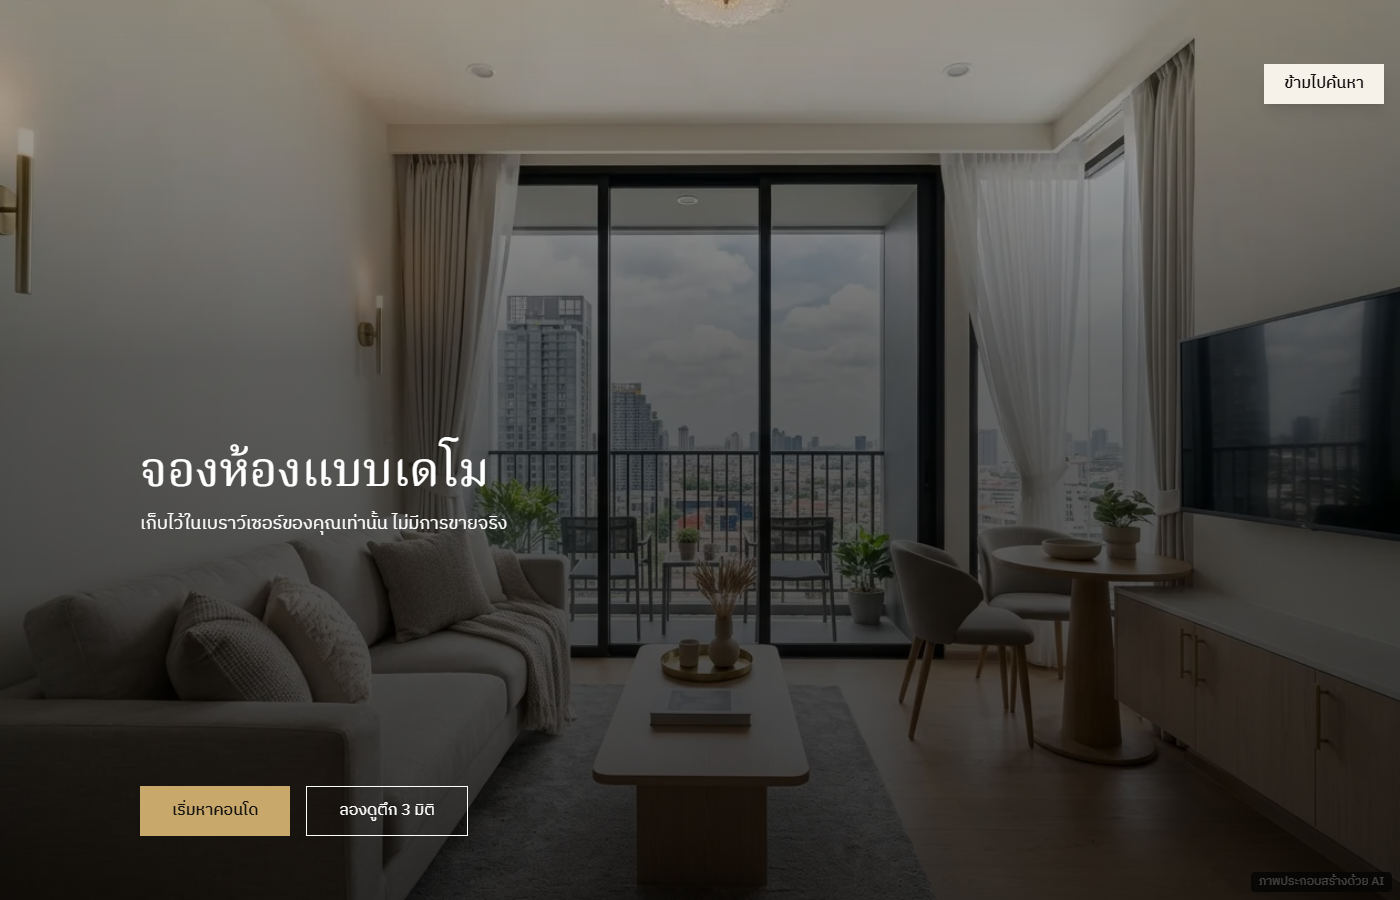 ข้ามไปค้นหา
จองห้องแบบเดโม
เก็บไว้ในเบราว์เซอร์ของคุณเท่านั้น ไม่มีการขายจริง
เริ่มหาคอนโด
ลองดูตึก 3 มิติ
ภาพประกอบสร้างด้วย AI